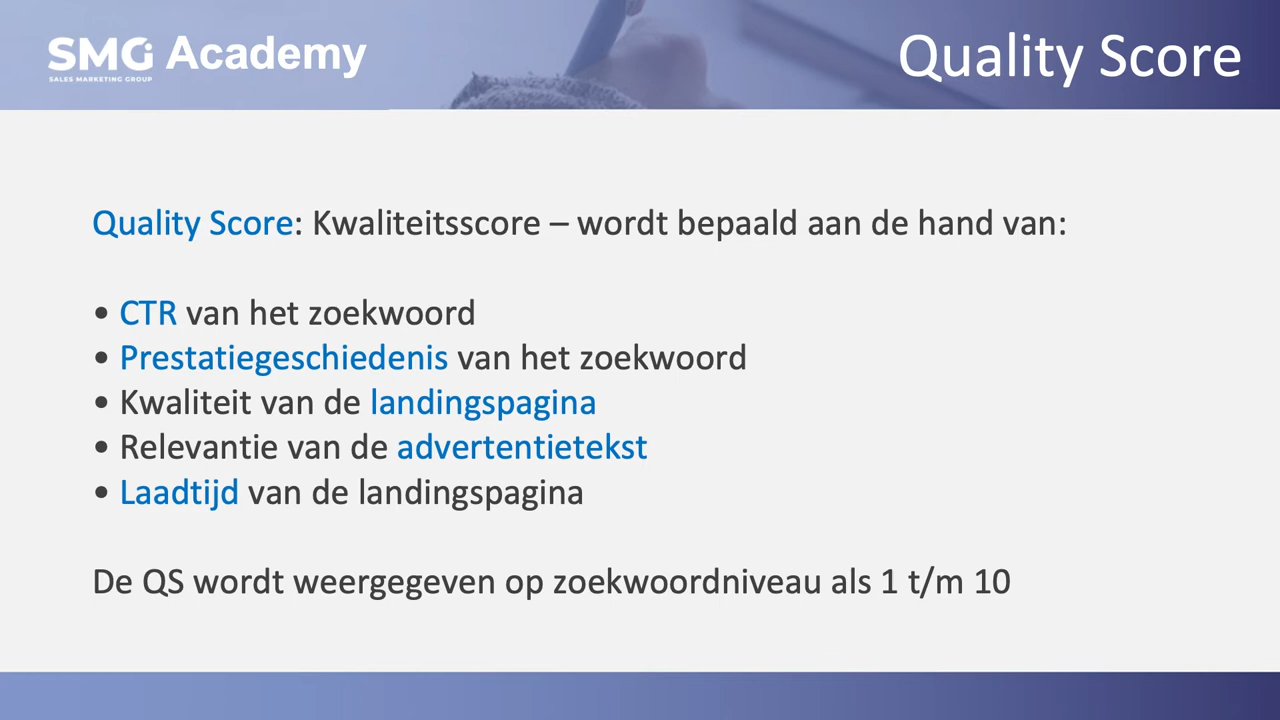 SMG Academy
SALES MARKETING GROUP
Quality Score
Quality Score: Kwaliteitsscore – wordt bepaald aan de hand van:
• CTR van het zoekwoord
• Prestatiegeschiedenis van het zoekwoord
• Kwaliteit van de landingspagina
• Relevantie van de advertentietekst
• Laadtijd van de landingspagina
De QS wordt weergegeven op zoekwoordniveau als 1 t/m 10